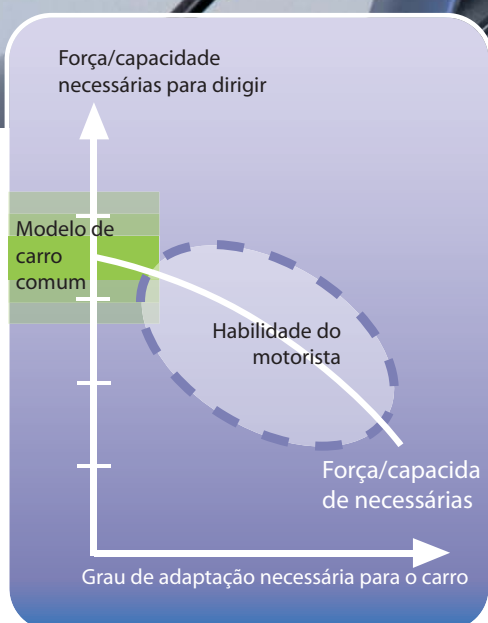 Força/capacidade
necessárias para dirigir
Modelo de
carro
comum
Habilidade do
motorista
Força/capacida
de necessárias
Grau de adaptação necessária para o carro